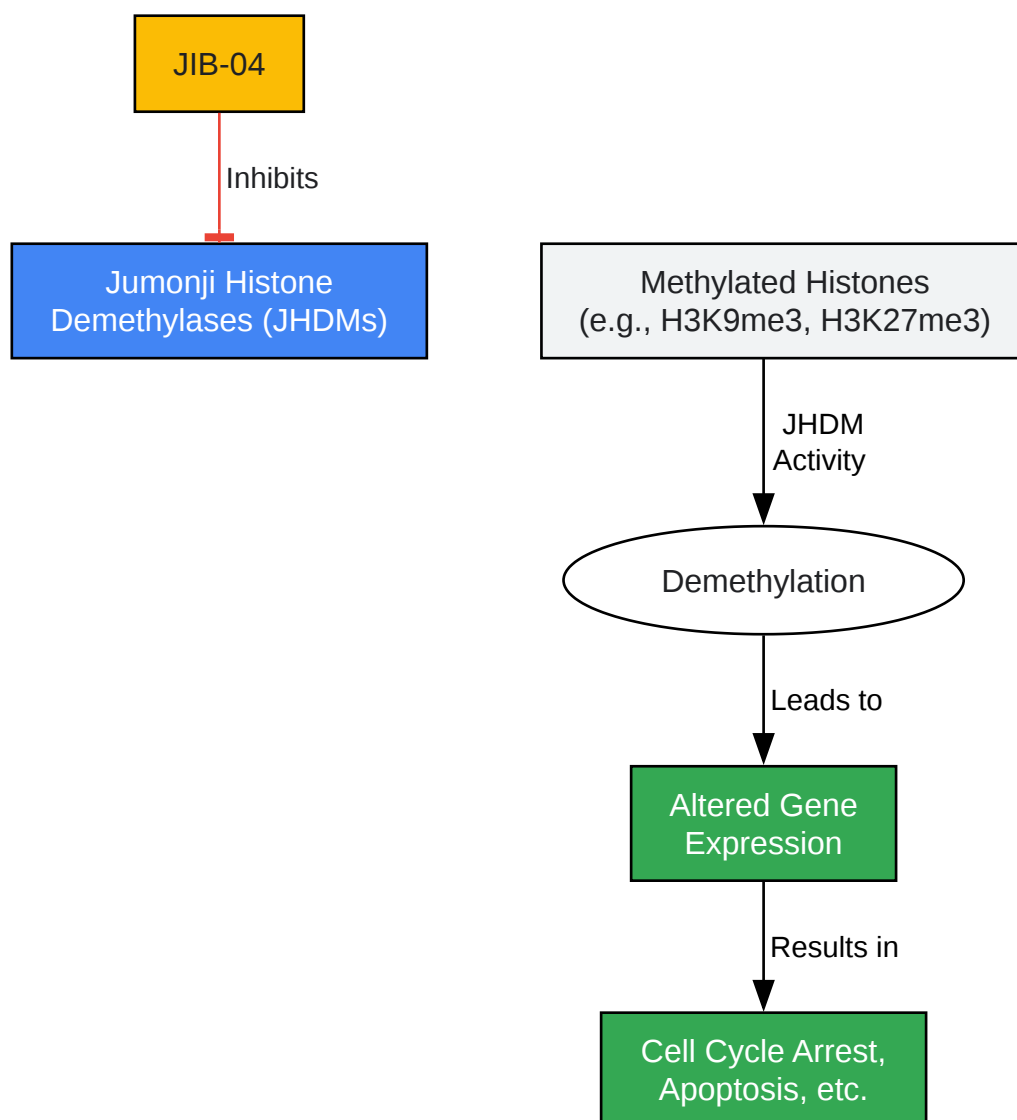 JIB-04
Inhibits
Jumonji Histone
Demethylases (JHDMs)
Methylated Histones
(e.g., H3K9me3, H3K27me3)
JHDM
Activity
Demethylation
Leads to
Altered Gene
Expression
Results in
Cell Cycle Arrest,
Apoptosis, etc.